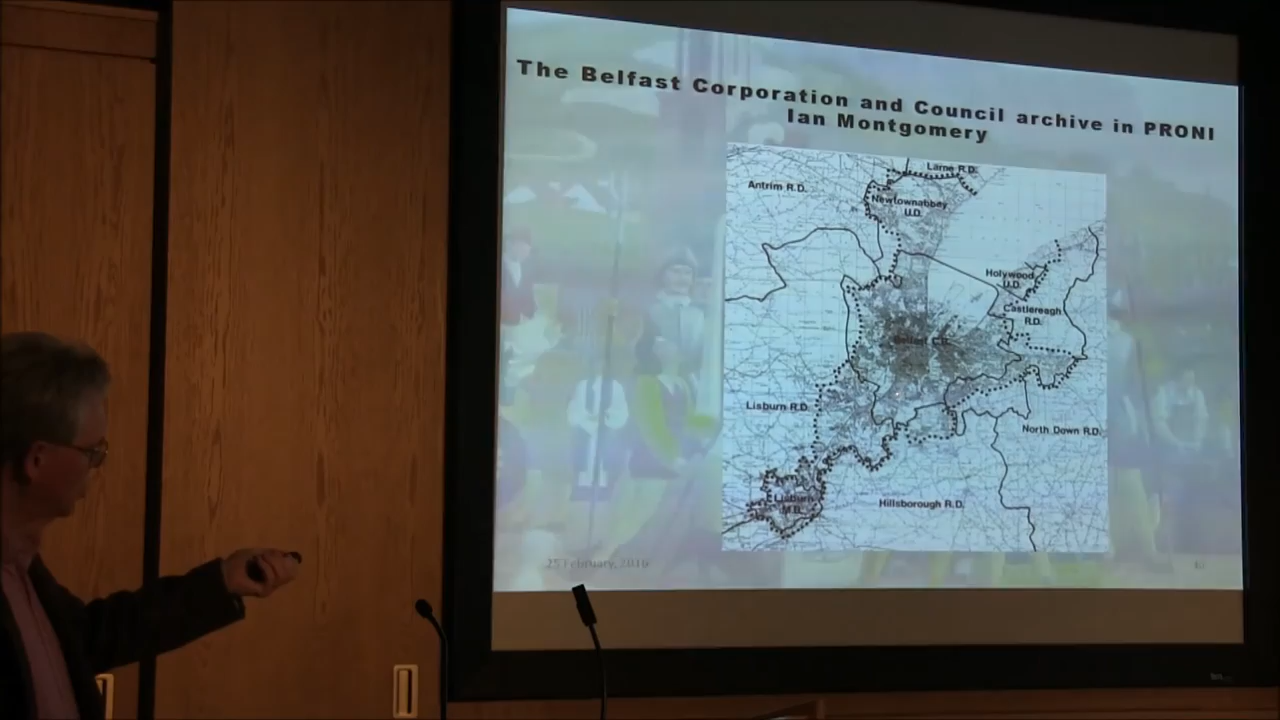 The Belfast Corporation and Council archive in PRONI
Ian Montgomery
Larne R.D.
Antrim R.D.
Newtownabbey
U.D.
Holywood
U.D.
Castlereagh
R.D.
Belfast C.B.
Lisburn R.D.
North Down R.D.
Lisburn
M.B.
Hillsborough R.D.
25 February, 2016